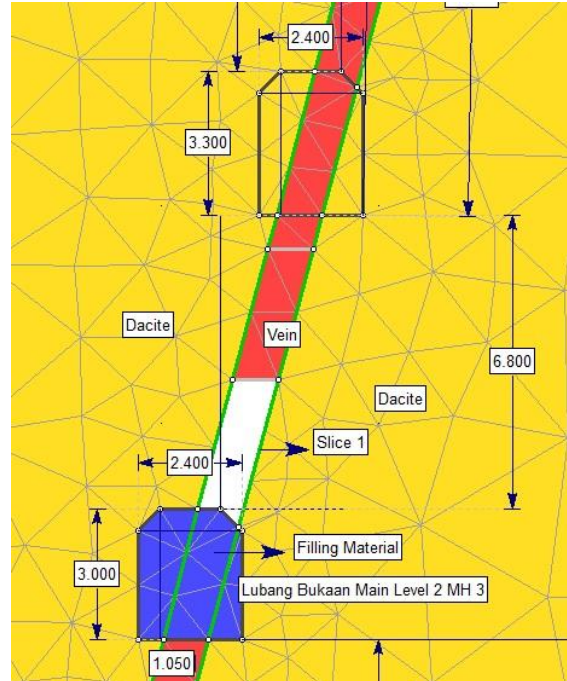 2.400
3.300
Dacite
Vein
6.800
Dacite
Slice 1
2.400
Filling Material
3.000
Lubang Bukaan Main Level 2 MH 3
1.050